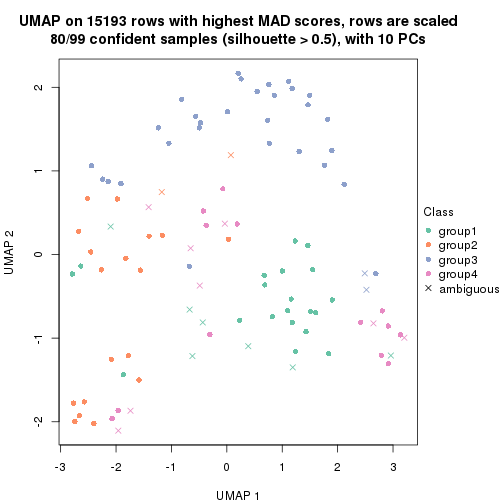 UMAP on 15193 rows with highest MAD scores, rows are scaled
80/99 confident samples (silhouette > 0.5), with 10 PCs
2
1
0
-1
-2
UMAP 2
-3
-2
-1
0
1
2
3
UMAP 1
Class
group1
group2
group3
group4
ambiguous